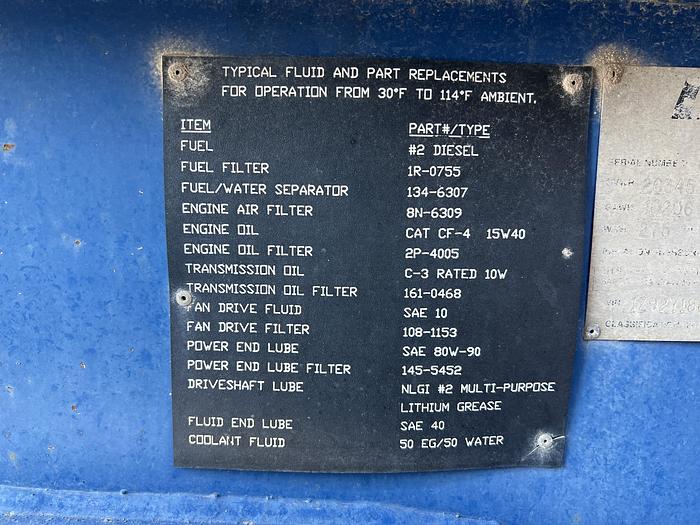 TYPICAL FLUID AND PART REPLACEMENTS
FOR OPERATION FROM 30°F TO 114°F AMBIENT.
ITEM PART#/TYPE
FUEL #2 DIESEL
FUEL FILTER 1R-0755
FUEL/WATER SEPARATOR 134-6307
ENGINE AIR FILTER 8N-6309
ENGINE OIL CAT CF-4 15W40
ENGINE OIL FILTER 2P-4005
TRANSMISSION OIL C-3 RATED 10W
TRANSMISSION OIL FILTER 161-0468
FAN DRIVE FLUID SAE 10
FAN DRIVE FILTER 108-1153
POWER END LUBE SAE 80W-90
POWER END LUBE FILTER 145-5452
DRIVESHAFT LUBE NLGI #2 MULTI-PURPOSE
LITHIUM GREASE
FLUID END LUBE SAE 40
COOLANT FLUID 50 EG/50 WATER
SERIAL NUMBER